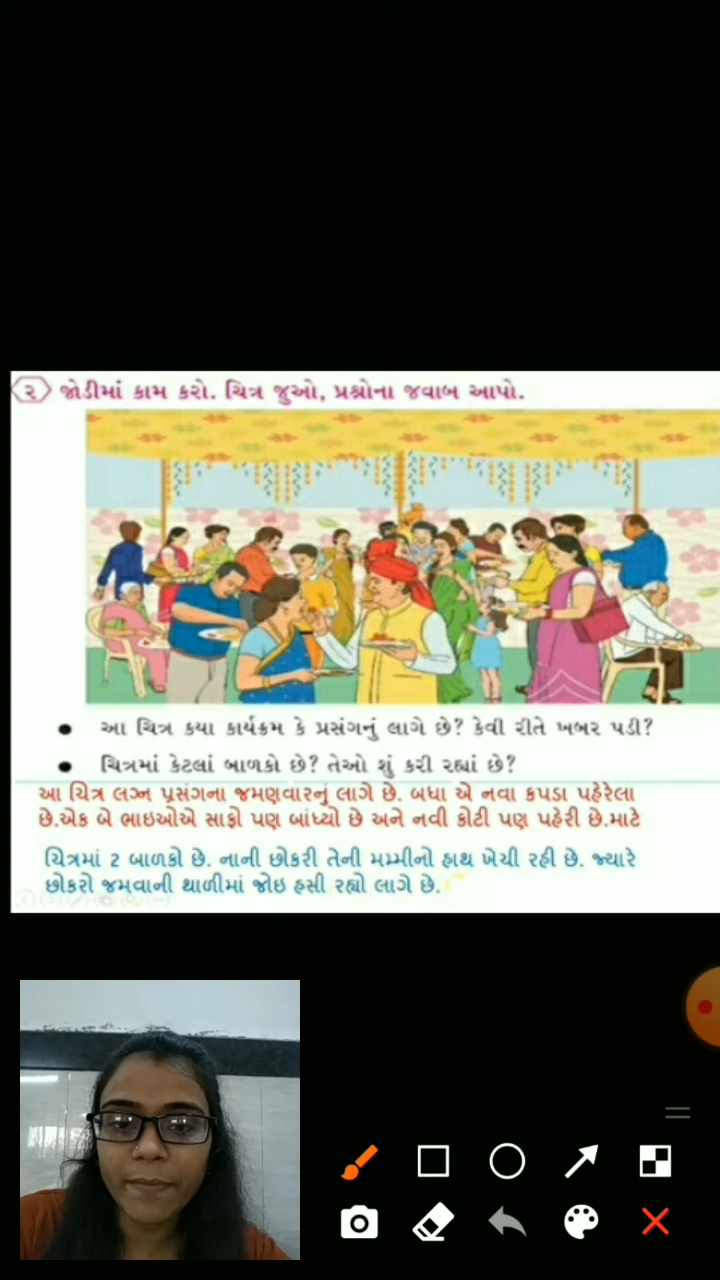 ૨ જોડીમાં કામ કરો. ચિત્ર જુઓ, પ્રશ્નોના જવાબ આપો.
• આ ચિત્ર કયા કાર્યક્રમ કે પ્રસંગનું લાગે છે? કેવી રીતે ખબર પડી?
• ચિત્રમાં કેટલાં બાળકો છે? તેઓ શું કરી રહ્યાં છે?
આ ચિત્ર લગ્ન પ્રસંગના જમણવારનું લાગે છે. બધા એ નવા કપડા પહેરેલા
છે.એક બે ભાઇઓએ સાફો પણ બાંધ્યો છે અને નવી કોટી પણ પહેરી છે.માટે
ચિત્રમાં 2 બાળકો છે. નાની છોકરી તેની મમ્મીનો હાથ ખેચી રહી છે. જ્યારે
છોકરો જમવાની થાળીમાં જોઇ હસી રહ્યો લાગે છે.